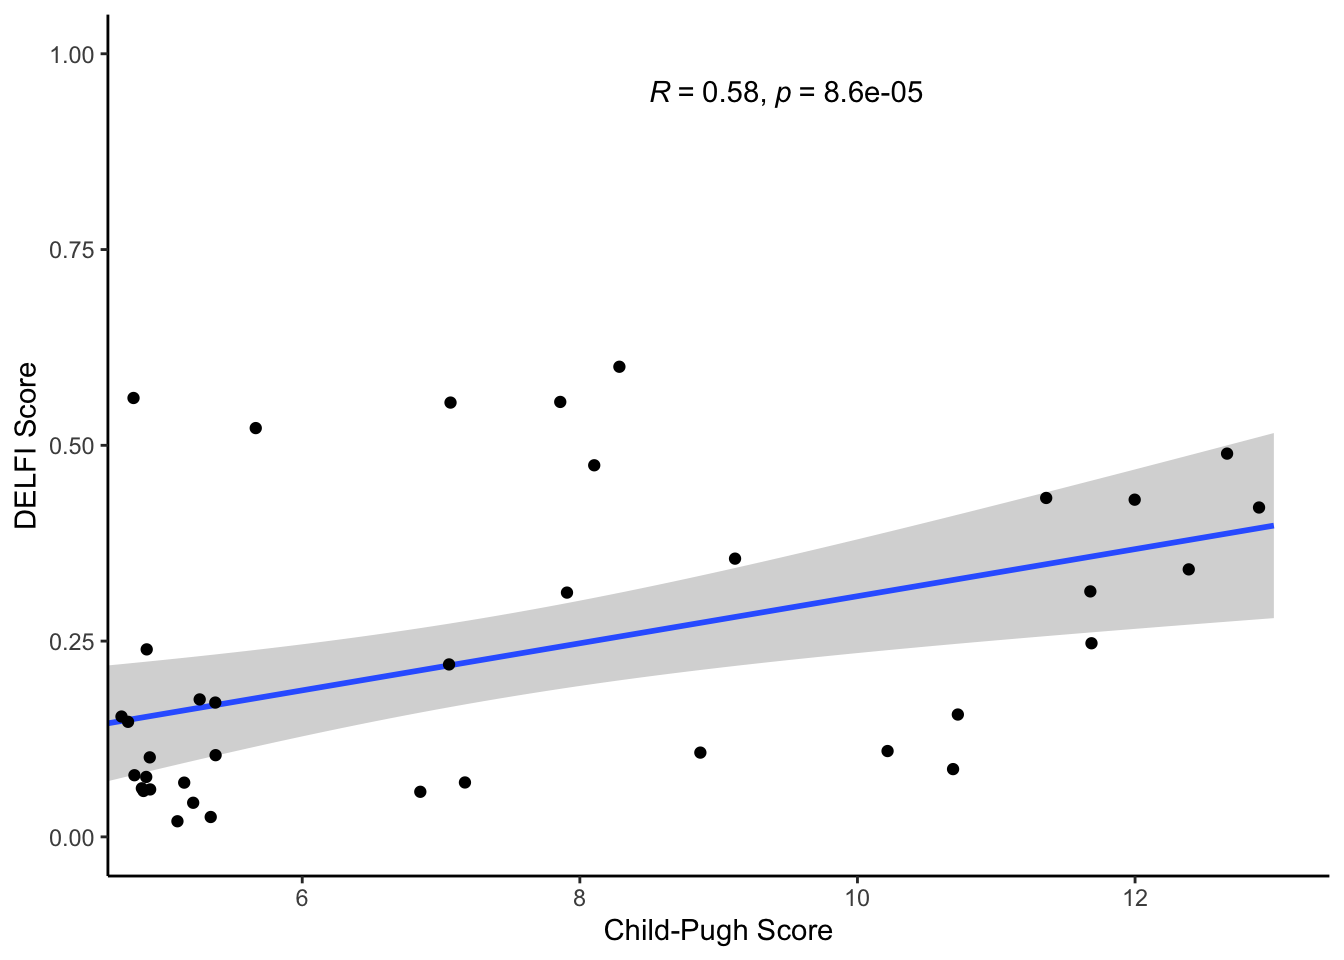 R = 0.58, p = 8.6e-05
1.00
0.75
0.50
0.25
0.00
DELFI Score
6 8 10 12
Child-Pugh Score